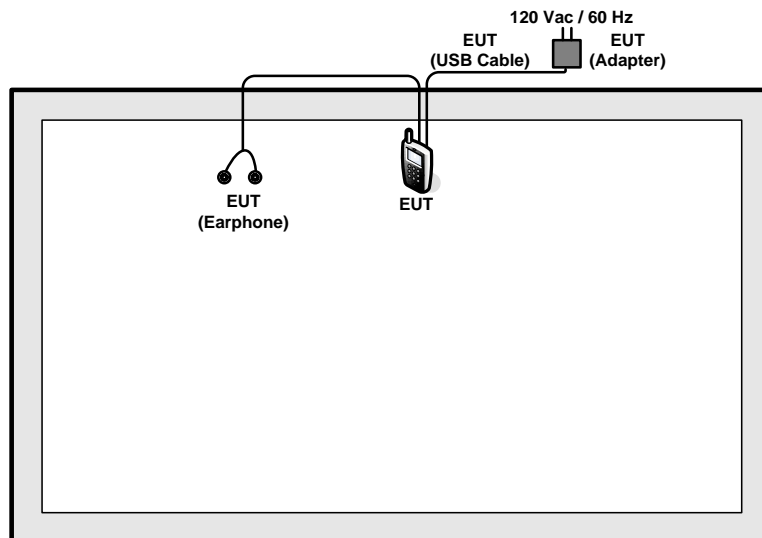 120 Vac / 60 Hz
EUT
(USB Cable)
EUT
(Adapter)
EUT
(Earphone)
EUT